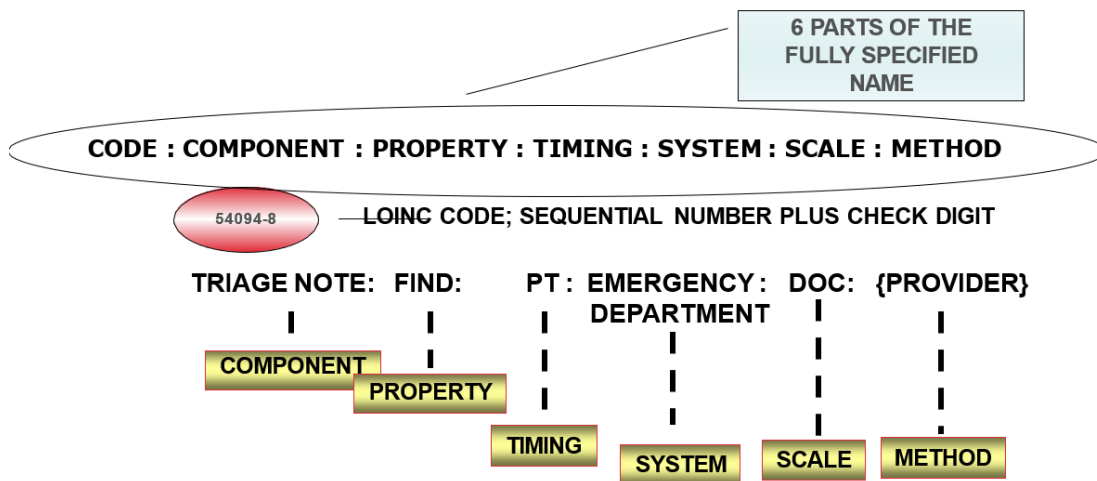 6 PARTS OF THE
FULLY SPECIFIED
NAME
CODE : COMPONENT : PROPERTY : TIMING : SYSTEM : SCALE : METHOD
54094-8
LOINC CODE; SEQUENTIAL NUMBER PLUS CHECK DIGIT
TRIAGE NOTE: FIND: PT : EMERGENCY : DOC: {PROVIDER}
DEPARTMENT
COMPONENT
PROPERTY
TIMING
SYSTEM
SCALE
METHOD